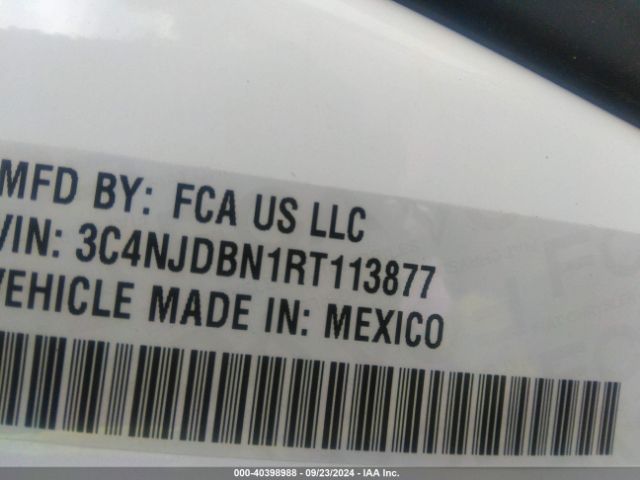 MFD BY: FCA US LLC
VIN: 3C4NJDBN1RT113877
VEHICLE MADE IN: MEXICO
000-40398988 - 09/23/2024 - IAA Inc.